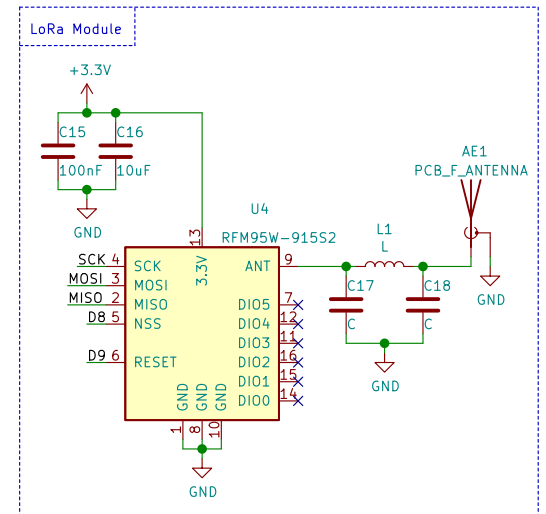 LoRa Module
+3.3V
C15
C16
100nF
10uF
GND
AE1
PCB_F_ANTENNA
U4
RFM95W-915S2
L1
L
13
3.3V
SCK 4 SCK
MOSI 3 MOSI
MISO 2 MISO
D8 5 NSS
D9 6 RESET
ANT 9
DIO5 7
DIO4 12
DIO3 11
DIO2 16
DIO1 15
DIO0 14
GND GND GND
1 8 10
GND
C17
C
C18
C
GND
GND